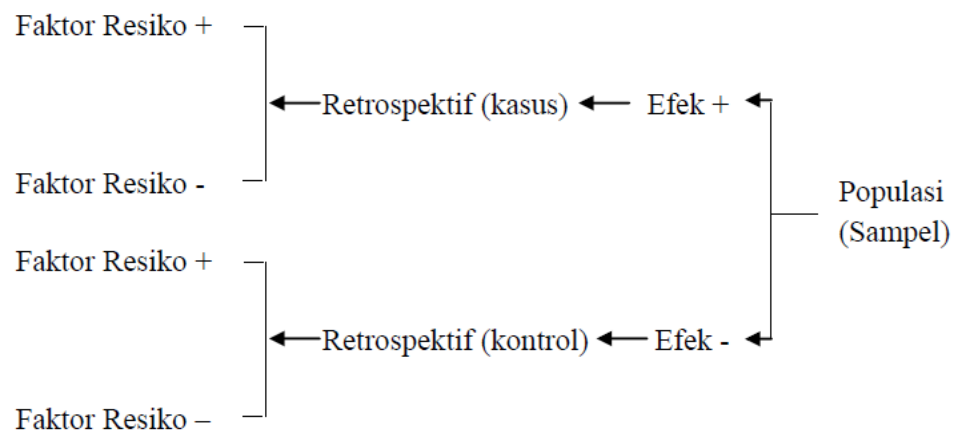 Faktor Resiko +
Retrospektif (kasus)
Efek +
Faktor Resiko -
Populasi
(Sampel)
Faktor Resiko +
Retrospektif (kontrol)
Efek -
Faktor Resiko –